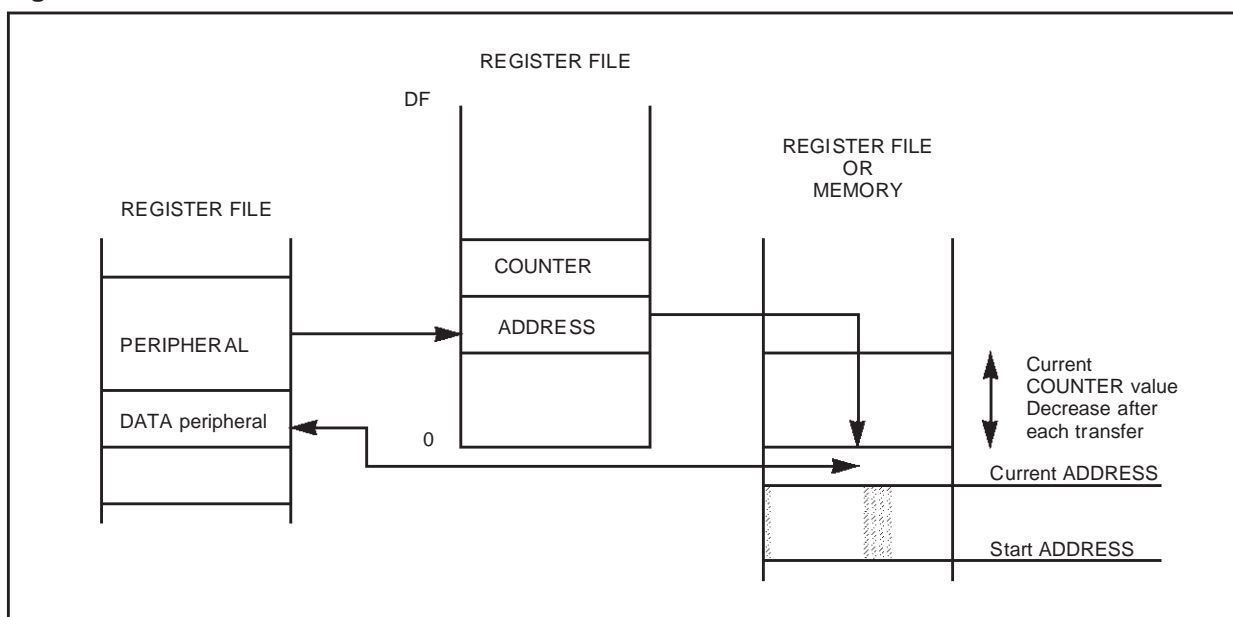 REGISTER FILE
DF
REGISTER FILE
OR
MEMORY
REGISTER FILE
COUNTER
ADDRESS
PERIPHERAL
DATA peripheral
0
Current
COUNTER value
Decrease after
each transfer
Current ADDRESS
Start ADDRESS